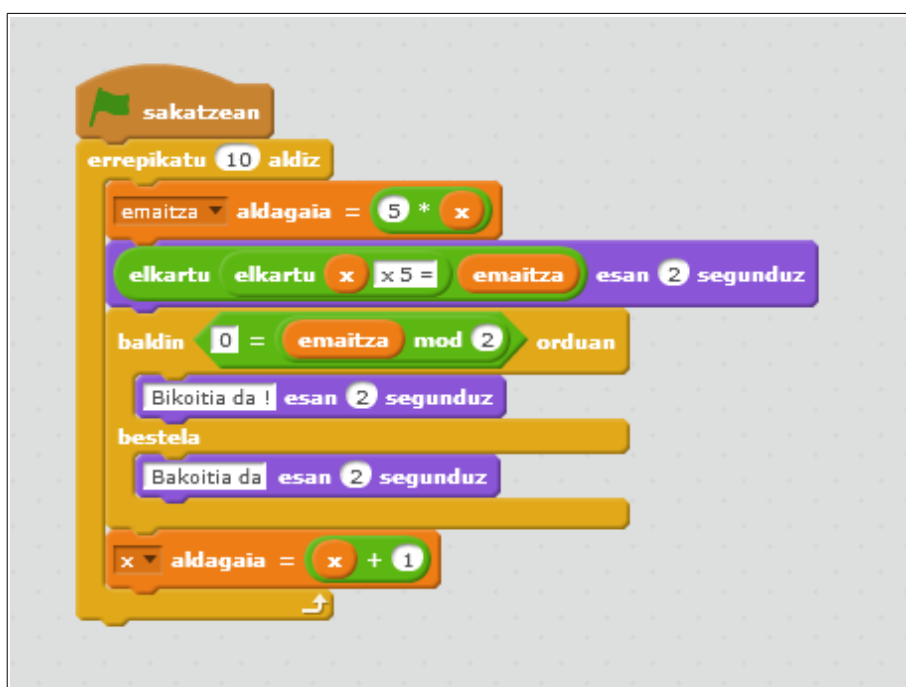 sakatzean
errepikatu 10 aldiz
emaitza aldagaia = 5 * x
elkartu elkartu x x 5 = emaitza esan 2 segunduz
baldin 0 = emaitza mod 2 orduan
Bikoitia da ! esan 2 segunduz
bestela
Bakoitia da esan 2 segunduz
x aldagaia = x + 1